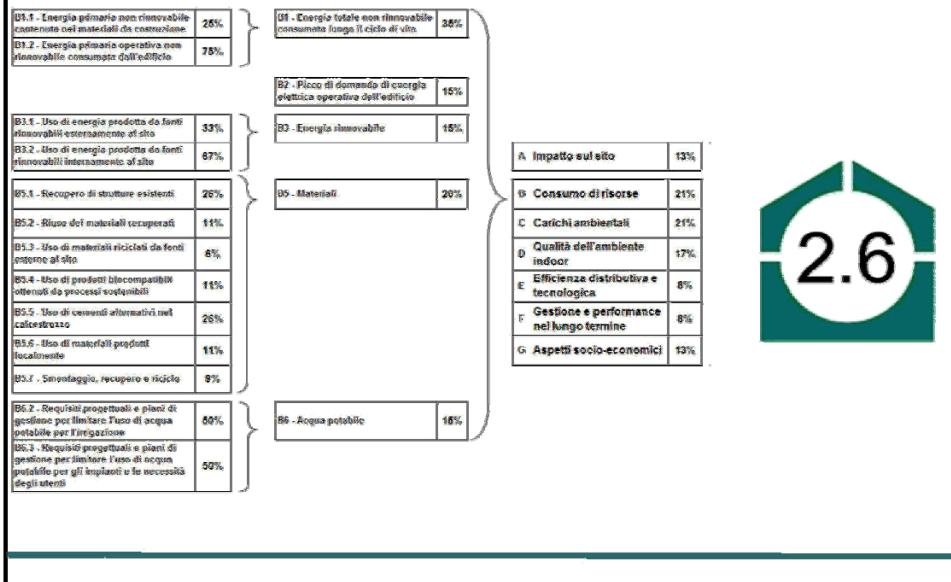 B1.1 - Energia primaria non rinnovabile
contenuta nei materiali da costruzione
25%
B1.2 - Energia primaria operativa non
rinnovabile consumata dall'edificio
75%
B3.1 - Uso di energia prodotta da fonti
rinnovabili esternamente al sito
33%
B3.2 - Uso di energia prodotta da fonti
rinnovabili internamente al sito
67%
B5.1 - Recupero di strutture esistenti
26%
B5.2 - Riuso dei materiali recuperati
11%
B5.3 - Uso di materiali riciclati da fonti
esterne al sito
6%
B5.4 - Uso di prodotti biocompatibili
ottenuti da processi sostenibili
11%
B5.5 - Uso di cementi alternativi nel
calcestruzzo
26%
B5.6 - Uso di materiali prodotti
localmente
11%
B5.7 - Smontaggio, recupero e riciclo
9%
B6.2 - Requisiti progettuali e piani di
gestione per limitare l'uso di acqua
potabile per l'irrigazione
50%
B6.3 - Requisiti progettuali e piani di
gestione per limitare l'uso di acqua
potabile per gli impianti e le necessità
degli utenti
50%
B1 - Energia totale non rinnovabile
consumata lungo il ciclo di vita
35%
B2 - Picco di domanda di energia
elettrica operativa dell'edificio
15%
B3 - Energia rinnovabile
15%
B5 - Materiali
20%
B6 - Acqua potabile
15%
A Impatto sul sito 13%
B Consumo di risorse 21%
C Carichi ambientali 21%
D Qualità dell'ambiente
indoor
17%
E Efficienza distributiva e
tecnologica
8%
F Gestione e performance
nel lungo termine
8%
G Aspetti socio-economici 13%
2.6